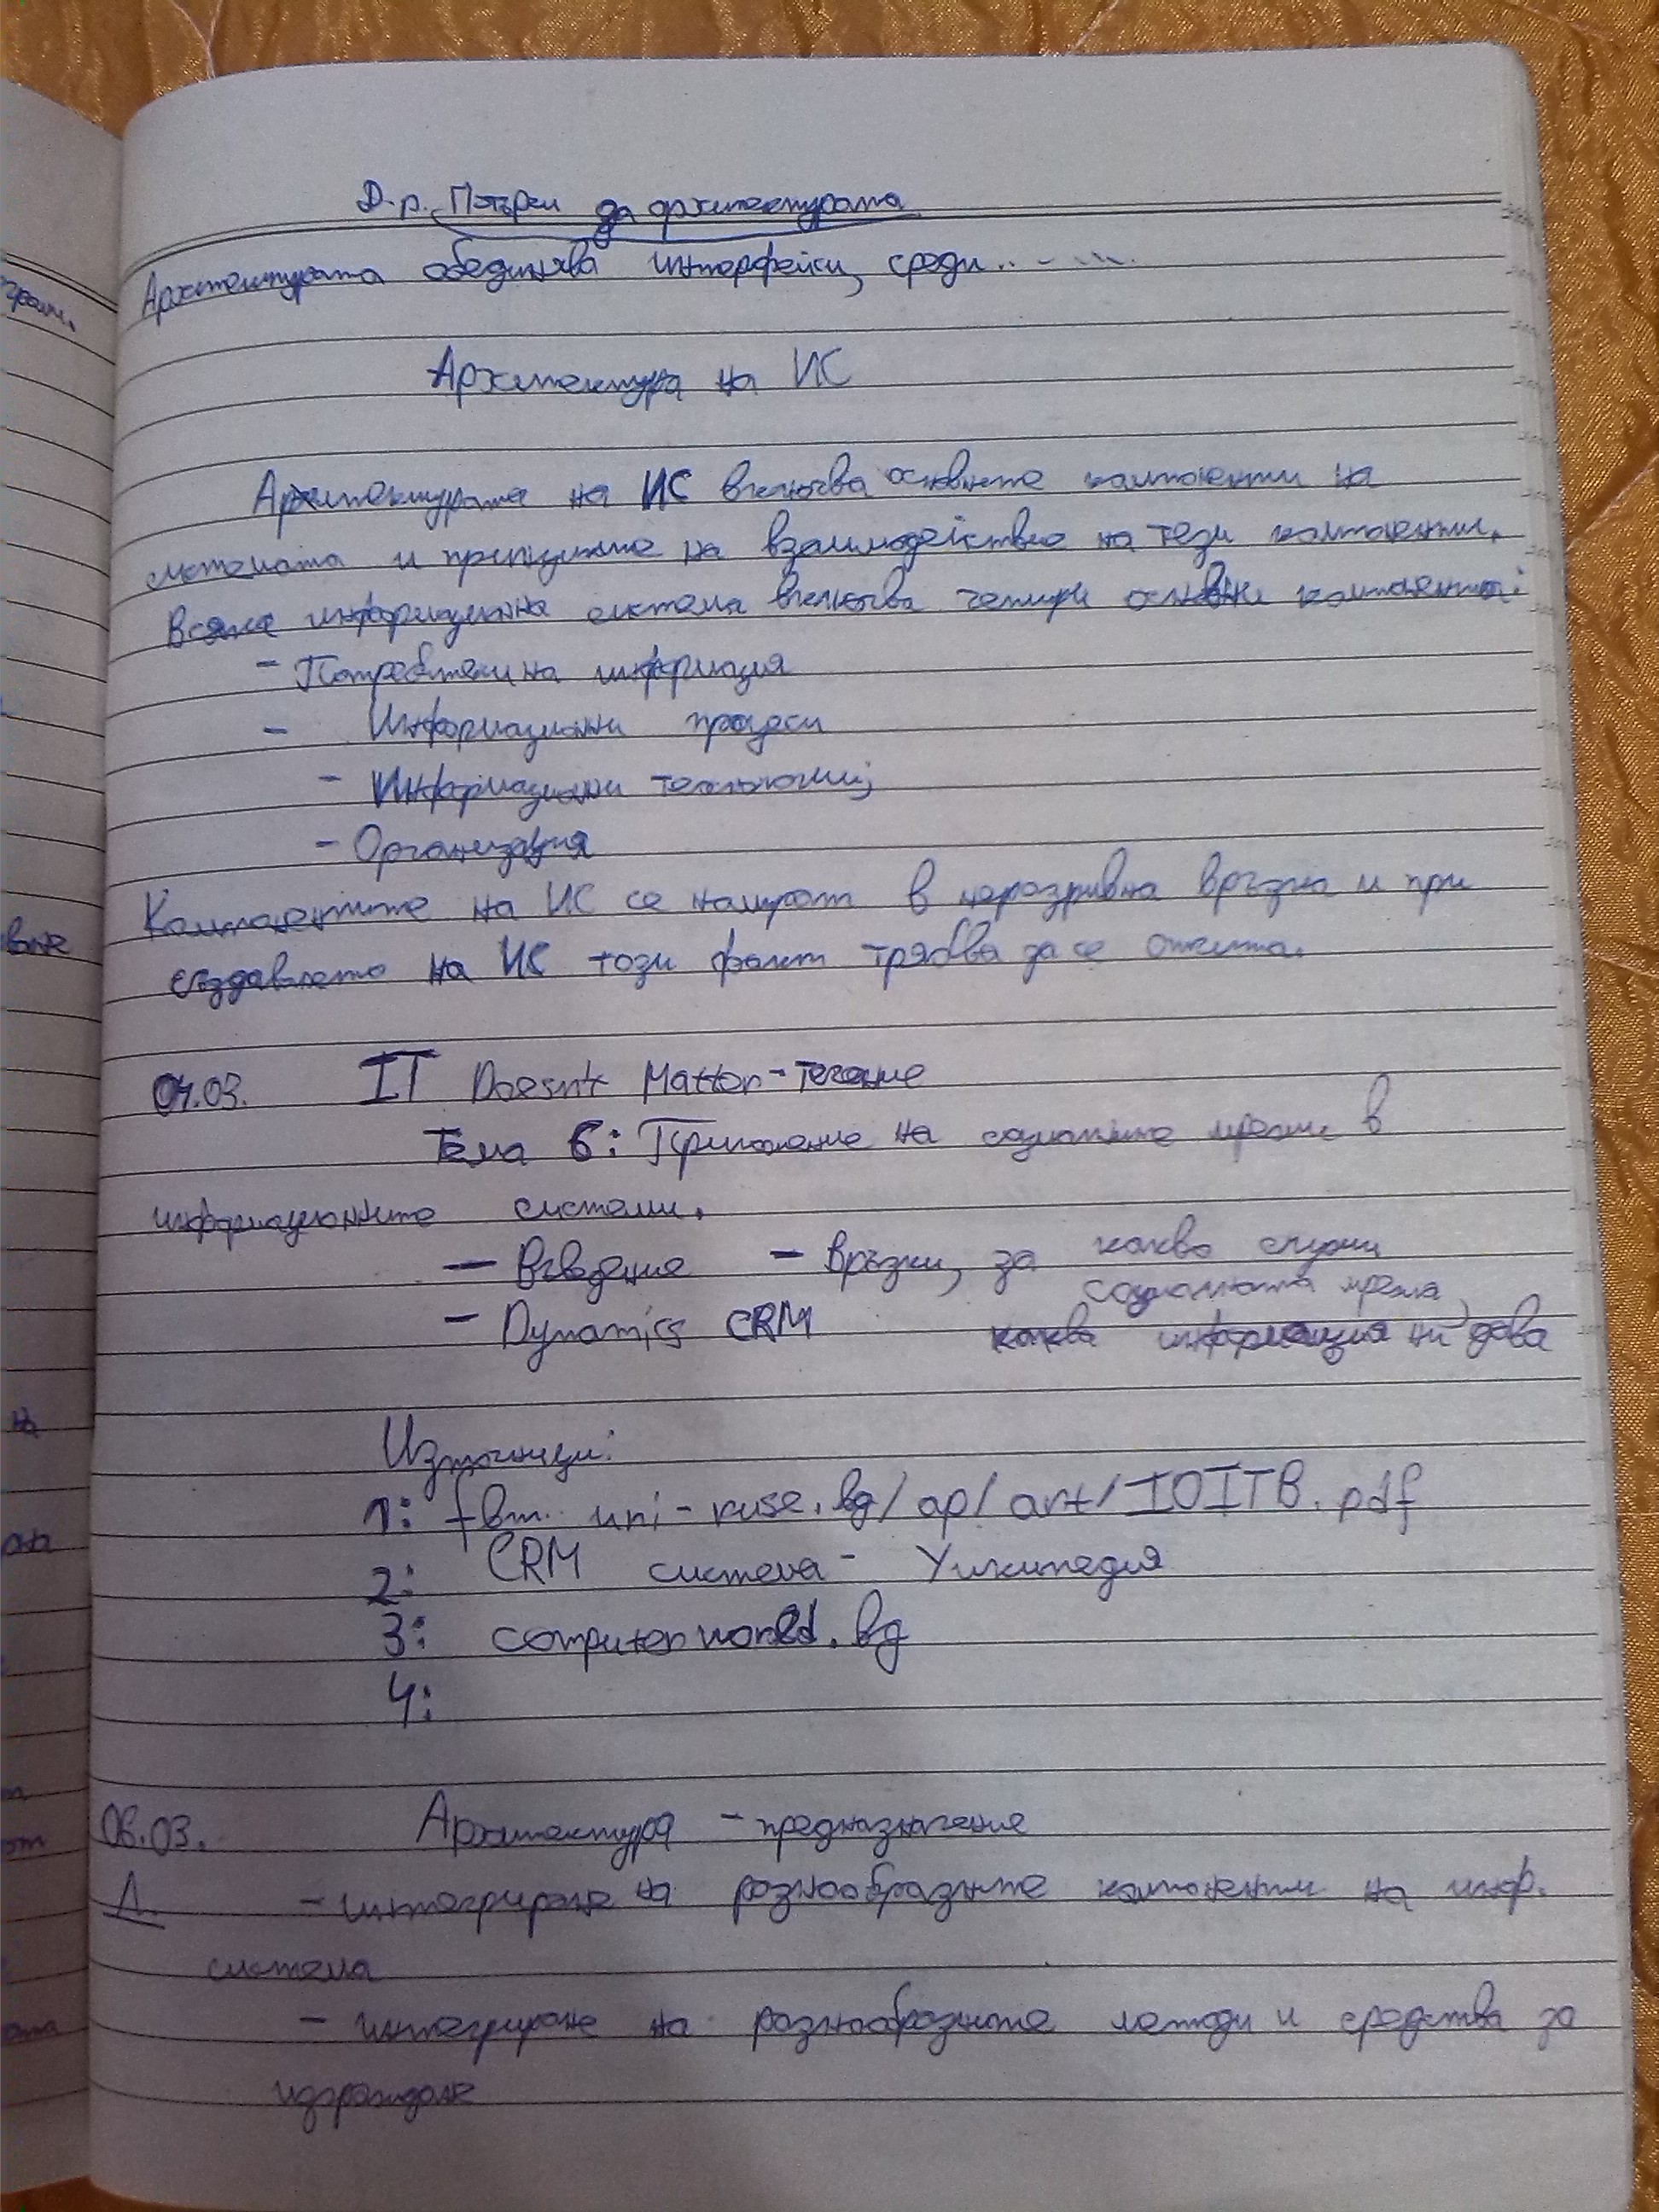 Д.р. Потърси да архитектурата
Архитектурата обединява интерфейси, среди..
Архитектура на ИС
Архитектурата на ИС включва основните компоненти на
системата и принципите на взаимодействие на тези компоненти.
Всяка информационна система включва четири основни компонента:
- Потребители на информация
- Информационни процеси
- Информационни технологии;
- Организация
Компонентите на ИС се намират в неразривна връзка и при
създаването на ИС този факт трябва да се отчита.
04.03. IT Doesn't Matter - течение
Тема 6: Приложение на социалните мрежи в
информационните системи.
- Въведение - връзки, за какво служи
социалната мрежа,
- Dynamics CRM каква информация ни дава
Източници:
1: fbm.uni-ruse.bg/ap/art/IOITB.pdf
2: CRM система - Уикипедия
3: computerworld.bg
4:
08.03. Архитектура - предназначение
Л. - интегриране на разнообразните компоненти на инф.
система
- интегриране на разнообразните методи и средства за
изграждане